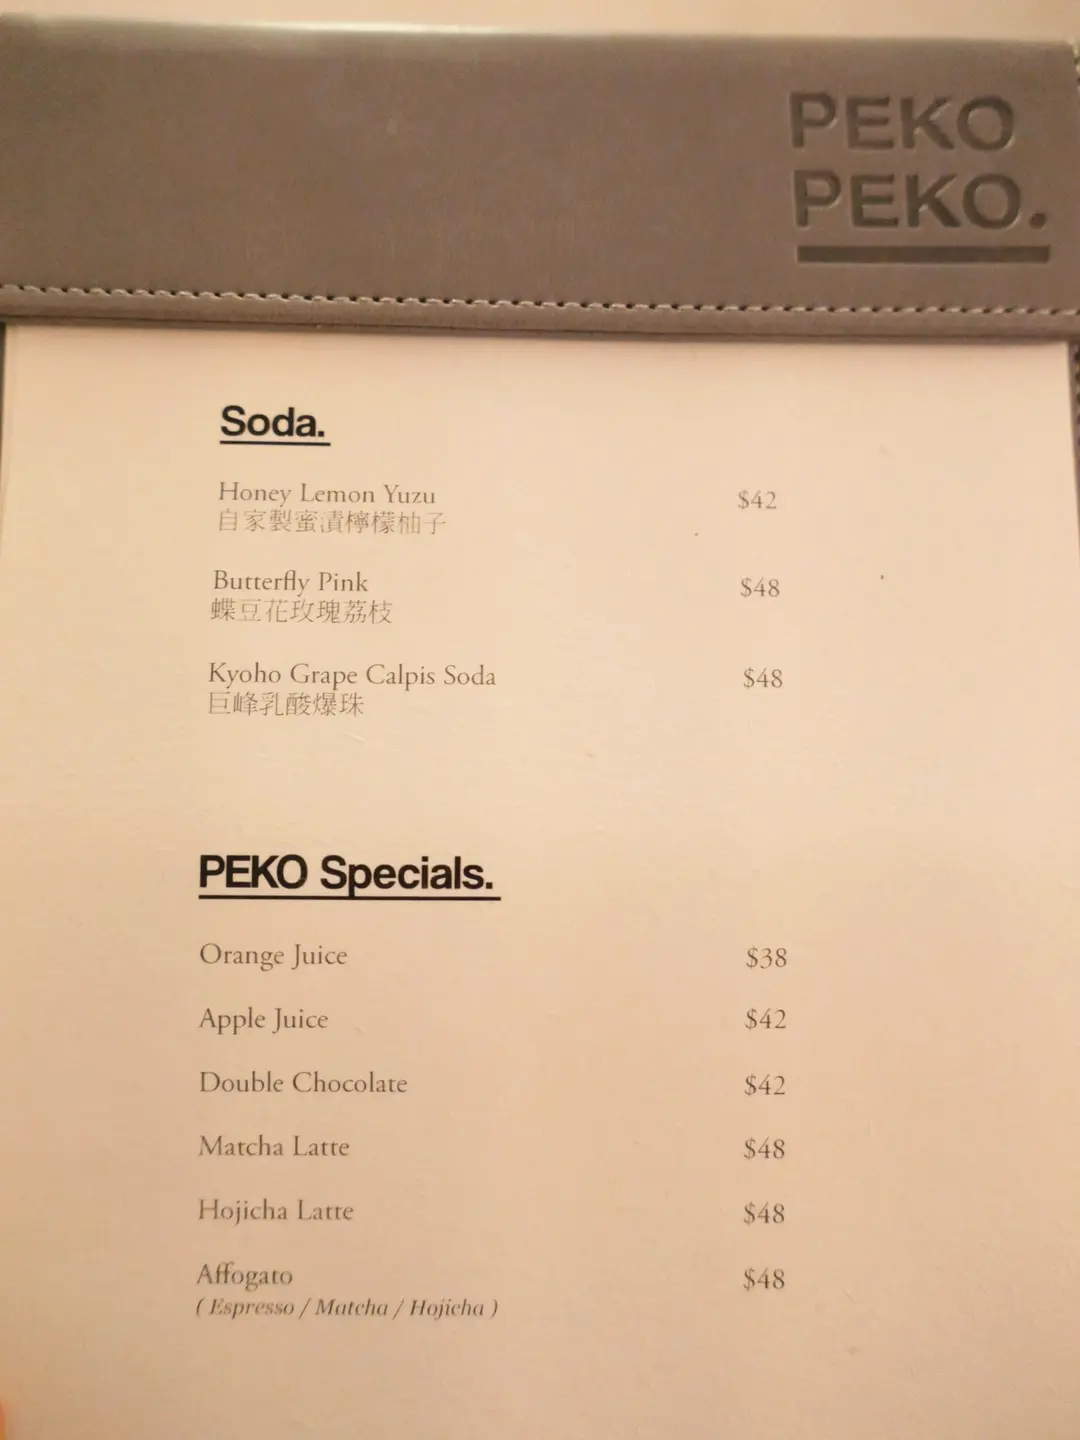 PEKO
PEKO.
Soda.
Honey Lemon Yuzu $42
自家製蜜漬檸檬柚子
Butterfly Pink $48
蝶豆花玫瑰荔枝
Kyoho Grape Calpis Soda $48
巨峰乳酸爆珠
PEKO Specials.
Orange Juice $38
Apple Juice $42
Double Chocolate $42
Matcha Latte $48
Hojicha Latte $48
Affogato $48
( Espresso / Matcha / Hojicha )